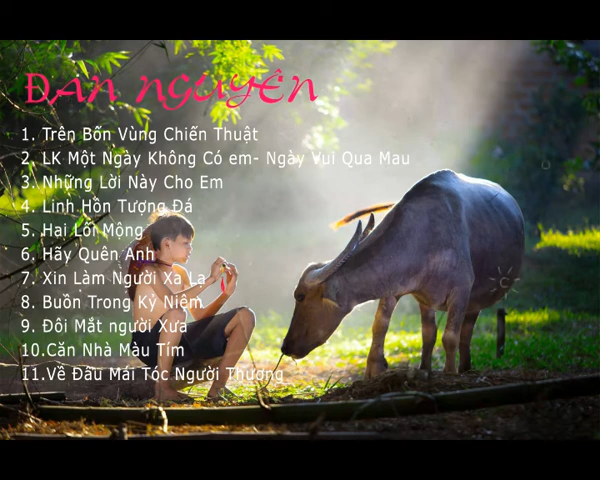 ĐAN NGUYÊN
1. Trên Bốn Vùng Chiến Thuật
2. LK Một Ngày Không Có em- Ngày Vui Qua Mau
3. Những Lời Này Cho Em
4. Linh Hồn Tượng Đá
5. Hai Lối Mộng
6. Hãy Quên Anh
7. Xin Làm Người Xa Lạ
8. Buồn Trong Kỷ Niệm
9. Đôi Mắt người Xưa
10.Căn Nhà Màu Tím
11.Về Đâu Mái Tóc Người Thương